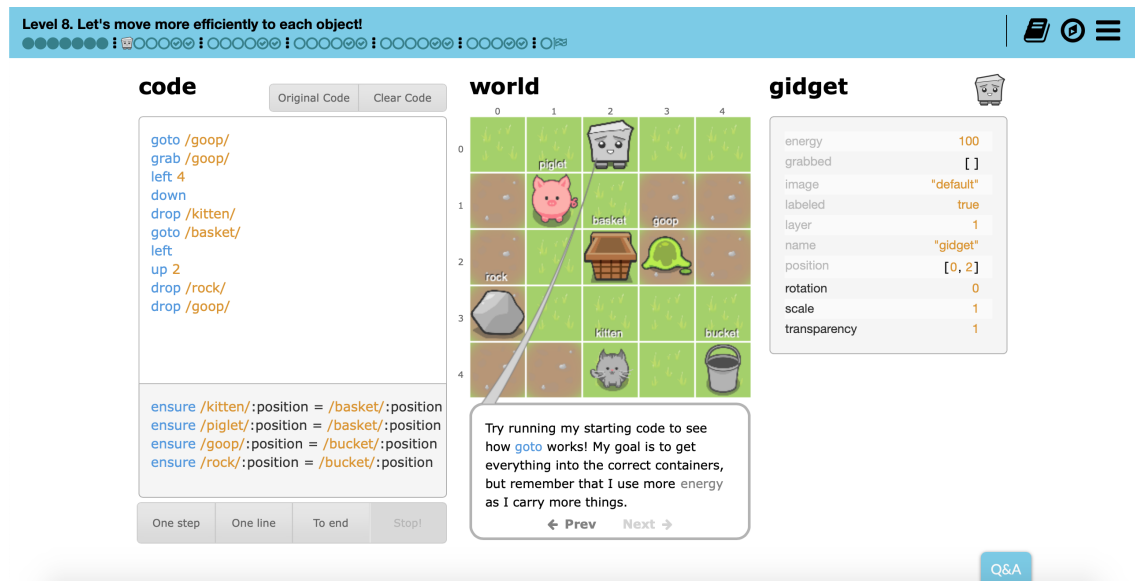 Level 8. Let's move more efficiently to each object!
code
Original Code
Clear Code
goto /goop/
grab /goop/
left 4
down
drop /kitten/
goto /basket/
left
up 2
drop /rock/
drop /goop/
ensure /kitten/:position = /basket/:position
ensure /piglet/:position = /basket/:position
ensure /goop/:position = /bucket/:position
ensure /rock/:position = /bucket/:position
One step
One line
To end
Stop!
world
0 1 2 3 4
0
piglet
1
basket
goop
2
rock
3
kitten
bucket
4
Try running my starting code to see
how goto works! My goal is to get
everything into the correct containers,
but remember that I use more energy
as I carry more things.
← Prev
Next →
gidget
energy 100
grabbed []
image "default"
labeled true
layer 1
name "gidget"
position [0, 2]
rotation 0
scale 1
transparency 1
Q&A